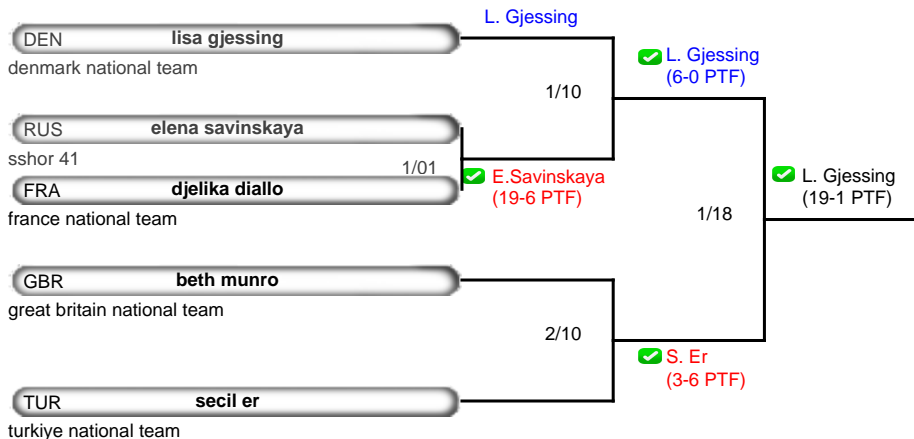 L. Gjessing
DEN lisa gjessing
denmark national team
L. Gjessing
(6-0 PTF)
1/10
RUS elena savinskaya
sshor 41
1/01
E.Savinskaya
(19-6 PTF)
L. Gjessing
(19-1 PTF)
FRA djelika diallo
france national team
1/18
GBR beth munro
great britain national team
2/10
S. Er
(3-6 PTF)
TUR secil er
turkiye national team